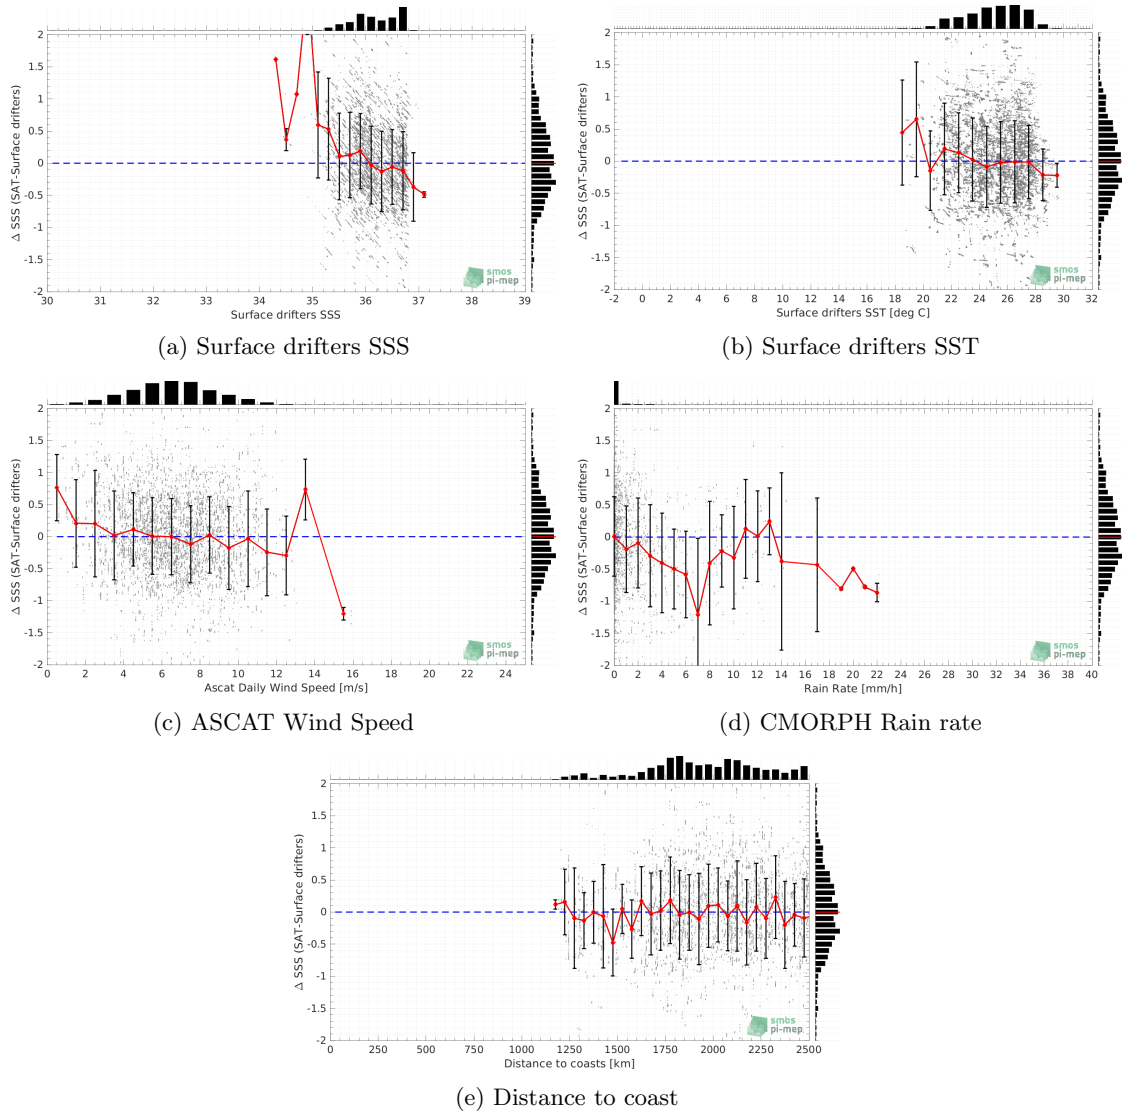 2
1.5
1
0.5
0
-0.5
-1
-1.5
-2
Δ SSS (SAT-Surface drifters)
30 31 32 33 34 35 36 37 38 39
Surface drifters SSS
smos
pi-mep
(a) Surface drifters SSS
2
1.5
1
0.5
0
-0.5
-1
-1.5
-2
Δ SSS (SAT-Surface drifters)
-2 0 2 4 6 8 10 12 14 16 18 20 22 24 26 28 30 32
Surface drifters SST [deg C]
smos
pi-mep
(b) Surface drifters SST
2
1.5
1
0.5
0
-0.5
-1
-1.5
-2
Δ SSS (SAT-Surface drifters)
0 2 4 6 8 10 12 14 16 18 20 22 24
Ascat Daily Wind Speed [m/s]
smos
pi-mep
(c) ASCAT Wind Speed
2
1.5
1
0.5
0
-0.5
-1
-1.5
-2
Δ SSS (SAT-Surface drifters)
0 2 4 6 8 10 12 14 16 18 20 22 24 26 28 30 32 34 36 38 40
Rain Rate [mm/h]
smos
pi-mep
(d) CMORPH Rain rate
2
1.5
1
0.5
0
-0.5
-1
-1.5
-2
Δ SSS (SAT-Surface drifters)
0 250 500 750 1000 1250 1500 1750 2000 2250 2500
Distance to coasts [km]
smos
pi-mep
(e) Distance to coast